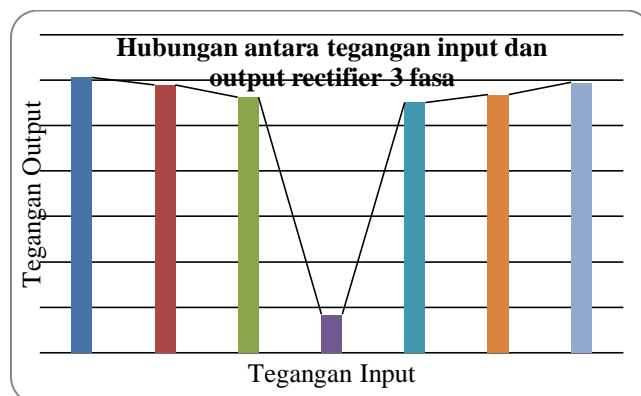 Hubungan antara tegangan input dan
output rectifier 3 fasa
Tegangan Output
Tegangan Input